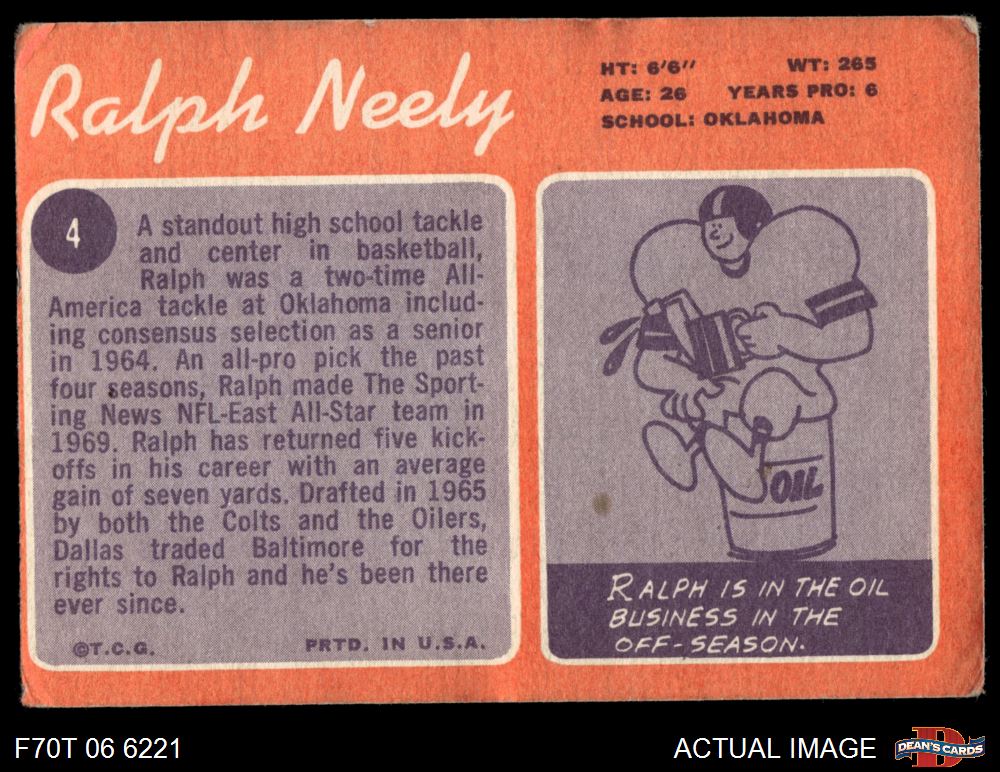 Ralph Neely
HT: 6'6" WT: 265
AGE: 26 YEARS PRO: 6
SCHOOL: OKLAHOMA
4
A standout high school tackle
and center in basketball,
Ralph was a two-time All-
America tackle at Oklahoma includ-
ing consensus selection as a senior
in 1964. An all-pro pick the past
four seasons, Ralph made The Sport-
ing News NFL-East All-Star team in
1969. Ralph has returned five kick-
offs in his career with an average
gain of seven yards. Drafted in 1965
by both the Colts and the Oilers,
Dallas traded Baltimore for the
rights to Ralph and he's been there
ever since.
©T.C.G. PRTD. IN U.S.A.
OIL
RALPH IS IN THE OIL
BUSINESS IN THE
OFF-SEASON.
F70T 06 6221
ACTUAL IMAGE
D
DEAN'S CARDS